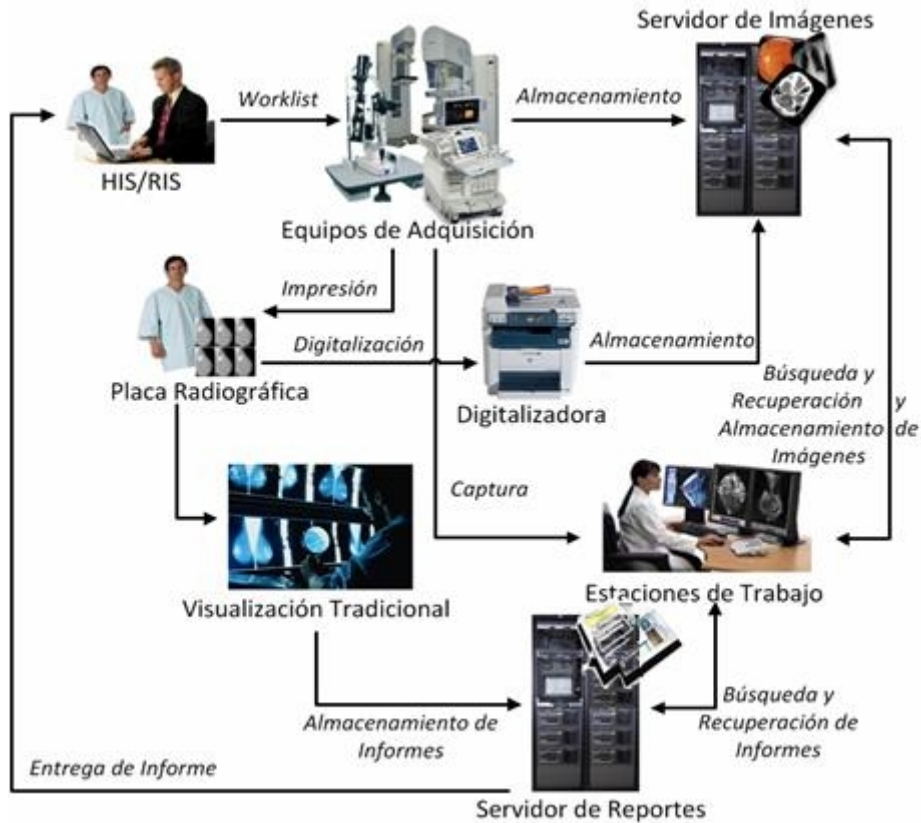 Servidor de Imágenes
Worklist
Almacenamiento
HIS/RIS
Equipos de Adquisición
Impresión
Digitalización
Almacenamiento
Placa Radiográfica
Digitalizadora
Búsqueda y
Recuperación y
Almacenamiento de
Imágenes
Captura
Visualización Tradicional
Estaciones de Trabajo
Almacenamiento de
Informes
Búsqueda y
Recuperación de
Informes
Entrega de Informe
Servidor de Reportes